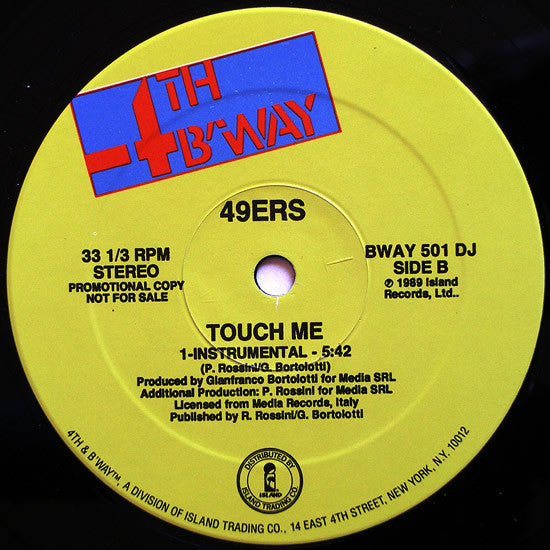 4TH
B'WAY
49ERS
33 1/3 RPM
STEREO
PROMOTIONAL COPY
NOT FOR SALE
BWAY 501 DJ
SIDE B
℗ 1989 Island
Records, Ltd..
TOUCH ME
1-INSTRUMENTAL - 5:42
(P. Rossini/G. Bortolotti)
Produced by Gianfranco Bortolotti for Media SRL
Additional Production: P. Rossini for Media SRL
Licensed from Media Records, Italy
Published by R. Rossini/G. Bortolotti
DISTRIBUTED BY
ISLAND
ISLAND TRADING CO.
4TH & B'WAY™, A DIVISION OF ISLAND TRADING CO., 14 EAST 4TH STREET, NEW YORK, N.Y. 10012